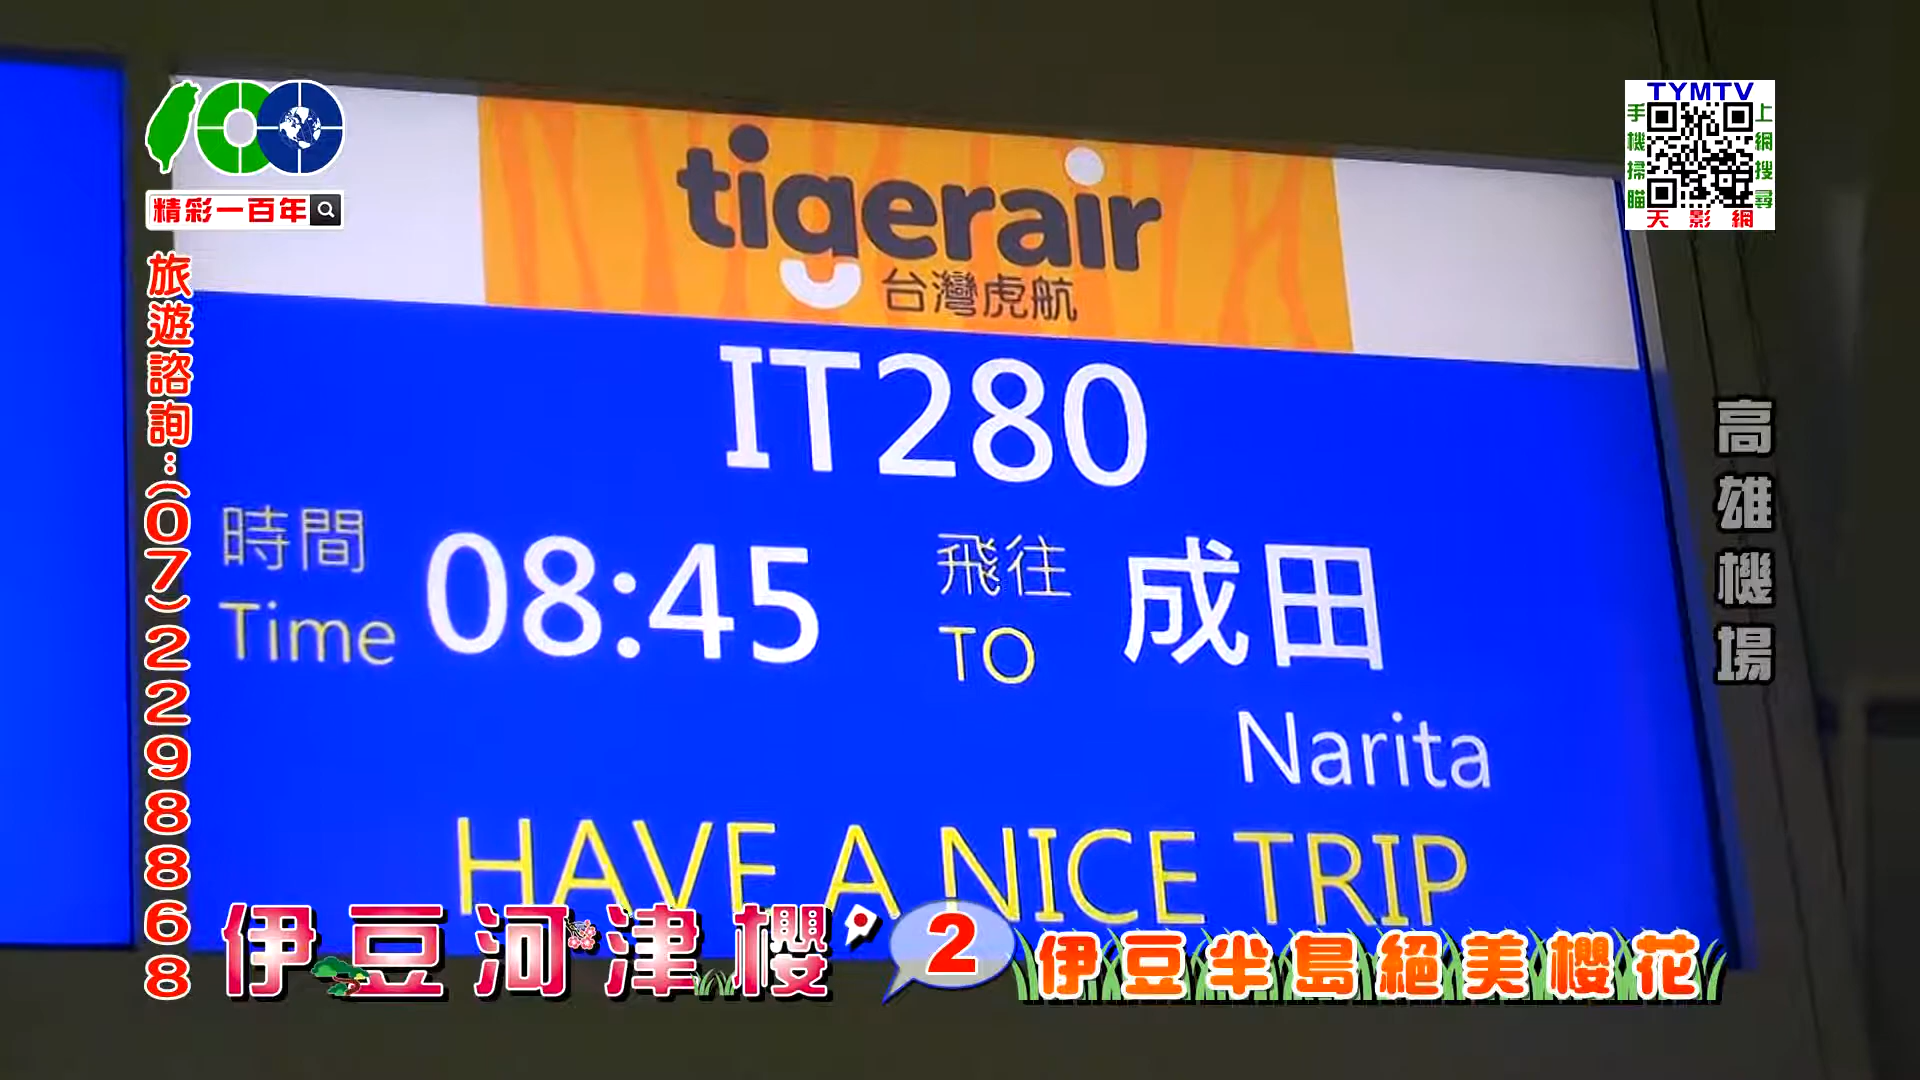 100
精彩一百年
旅遊諮詢:(07)2298868
TYMTV
手機掃瞄
上網搜尋
天影網
高雄機場
tigerair
台灣虎航
IT280
時間
Time
08:45
飛往
TO
成田
Narita
HAVE A NICE TRIP
伊豆河津櫻
2
伊豆半島絕美櫻花